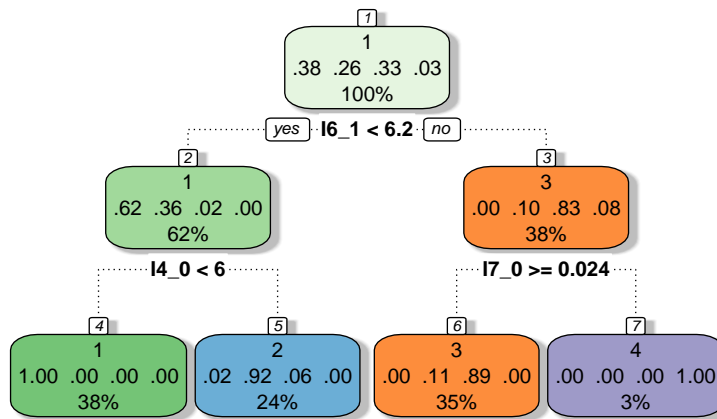 1
1
.38 .26 .33 .03
100%
yes I6_1 < 6.2 no
2
1
.62 .36 .02 .00
62%
3
3
.00 .10 .83 .08
38%
I4_0 < 6
I7_0 >= 0.024
4
1
1.00 .00 .00 .00
38%
5
2
.02 .92 .06 .00
24%
6
3
.00 .11 .89 .00
35%
7
4
.00 .00 .00 1.00
3%